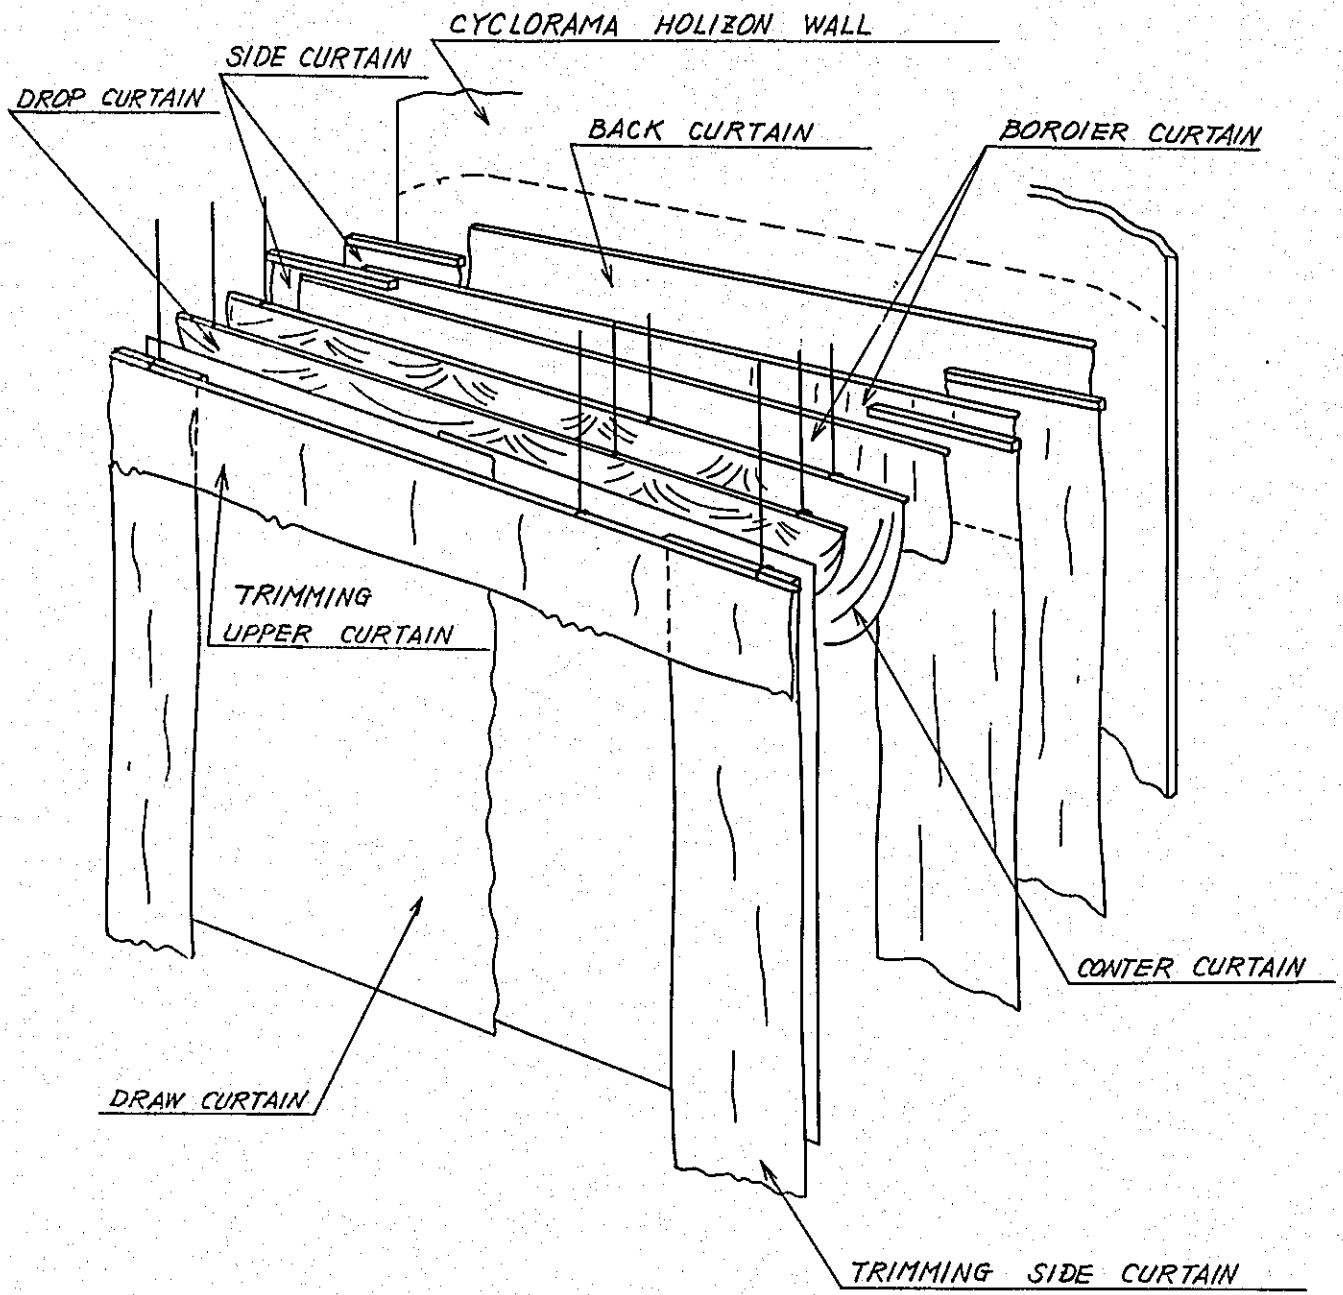 CYCLORAMA HOLIZON WALL
SIDE CURTAIN
DROP CURTAIN
BACK CURTAIN
BOROIER CURTAIN
TRIMMING
UPPER CURTAIN
CONTER CURTAIN
DRAW CURTAIN
TRIMMING SIDE CURTAIN